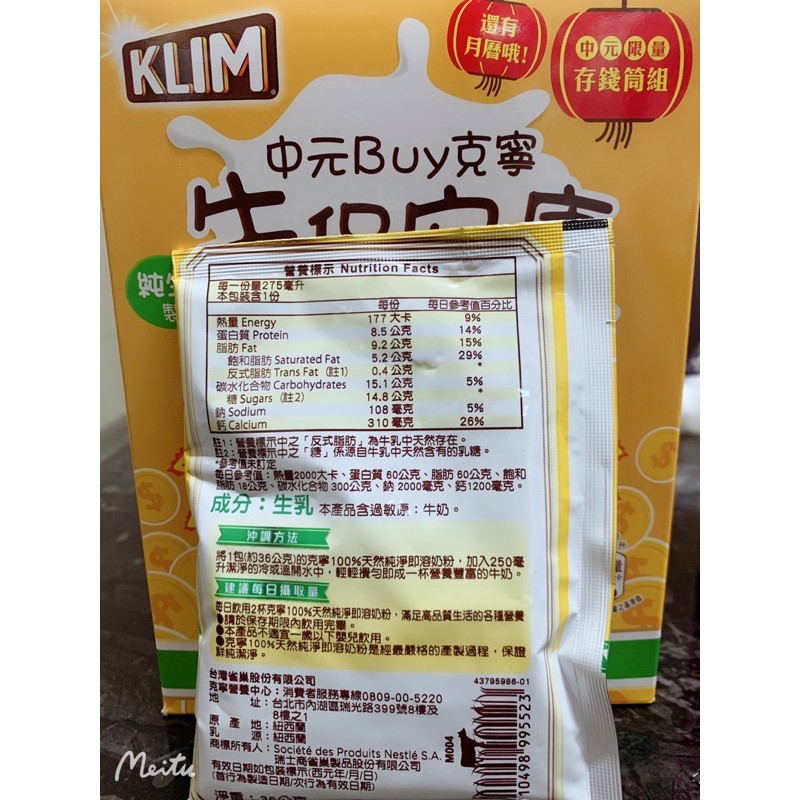 KLIM
還有
月曆哦!
中元限量
存錢筒組
中元Buy克寧
營養標示 Nutrition Facts
每一份量275毫升
本包裝含1份
每份 每日參考值百分比
熱量 Energy 177 大卡 9%
蛋白質 Protein 8.5 公克 14%
脂肪 Fat 9.2 公克 15%
飽和脂肪 Saturated Fat 5.2 公克 29%
反式脂肪 Trans Fat (註1) 0.4 公克 *
碳水化合物 Carbohydrates 15.1 公克 5%
糖 Sugars (註2) 14.8 公克 *
鈉 Sodium 108 毫克 5%
鈣 Calcium 310 毫克 26%
註1:營養標示中之「反式脂肪」為牛乳中天然存在。
註2:營養標示中之「糖」係源自牛乳中天然含有的乳糖。
*參考值未訂定
每日參考值:熱量2000大卡、蛋白質 60公克、脂肪 60公克、飽和
脂肪 18公克、碳水化合物 300公克、鈉 2000毫克、鈣1200毫克。
成分:生乳 本產品含過敏原:牛奶。
沖調方法
將1包(約36公克)的克寧100%天然純淨即溶奶粉,加入250毫
升潔淨的冷或溫開水中,輕輕攪勻即成一杯營養豐富的牛奶。
建議每日攝取量
每日飲用2杯克寧100%天然純淨即溶奶粉,滿足高品質生活的各種營養
●請於保存期限內飲用完畢。
●本產品不適宜一歲以下嬰兒飲用。
●克寧100%天然純淨即溶奶粉是經最嚴格的產製過程,保證
鮮純潔淨。
台灣雀巢股份有限公司 43795986-01
克寧營養中心:消費者服務專線0809-00-5220
地 址:台北市內湖區瑞光路399號8樓及
8樓之1
原 產 地:紐西蘭
乳 源:紐西蘭
商標所有人:Société des Produits Nestlé S.A.
瑞士商雀巢製品股份有限公司
有效日期如包裝標示(西元年/月/日)
(首行為製造日期/次行為有效日期)
M004
10498 995523
Meitu